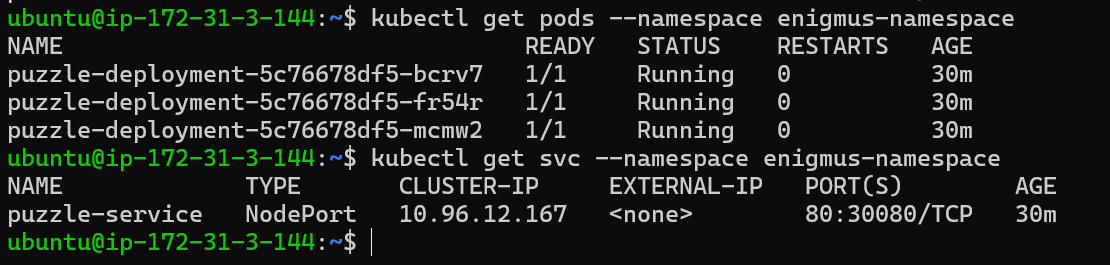 ubuntu@ip-172-31-3-144:~$ kubectl get pods --namespace enigmus-namespace
NAME READY STATUS RESTARTS AGE
puzzle-deployment-5c76678df5-bcrv7 1/1 Running 0 30m
puzzle-deployment-5c76678df5-fr54r 1/1 Running 0 30m
puzzle-deployment-5c76678df5-mcmw2 1/1 Running 0 30m
ubuntu@ip-172-31-3-144:~$ kubectl get svc --namespace enigmus-namespace
NAME TYPE CLUSTER-IP EXTERNAL-IP PORT(S) AGE
puzzle-service NodePort 10.96.12.167 <none> 80:30080/TCP 30m
ubuntu@ip-172-31-3-144:~$